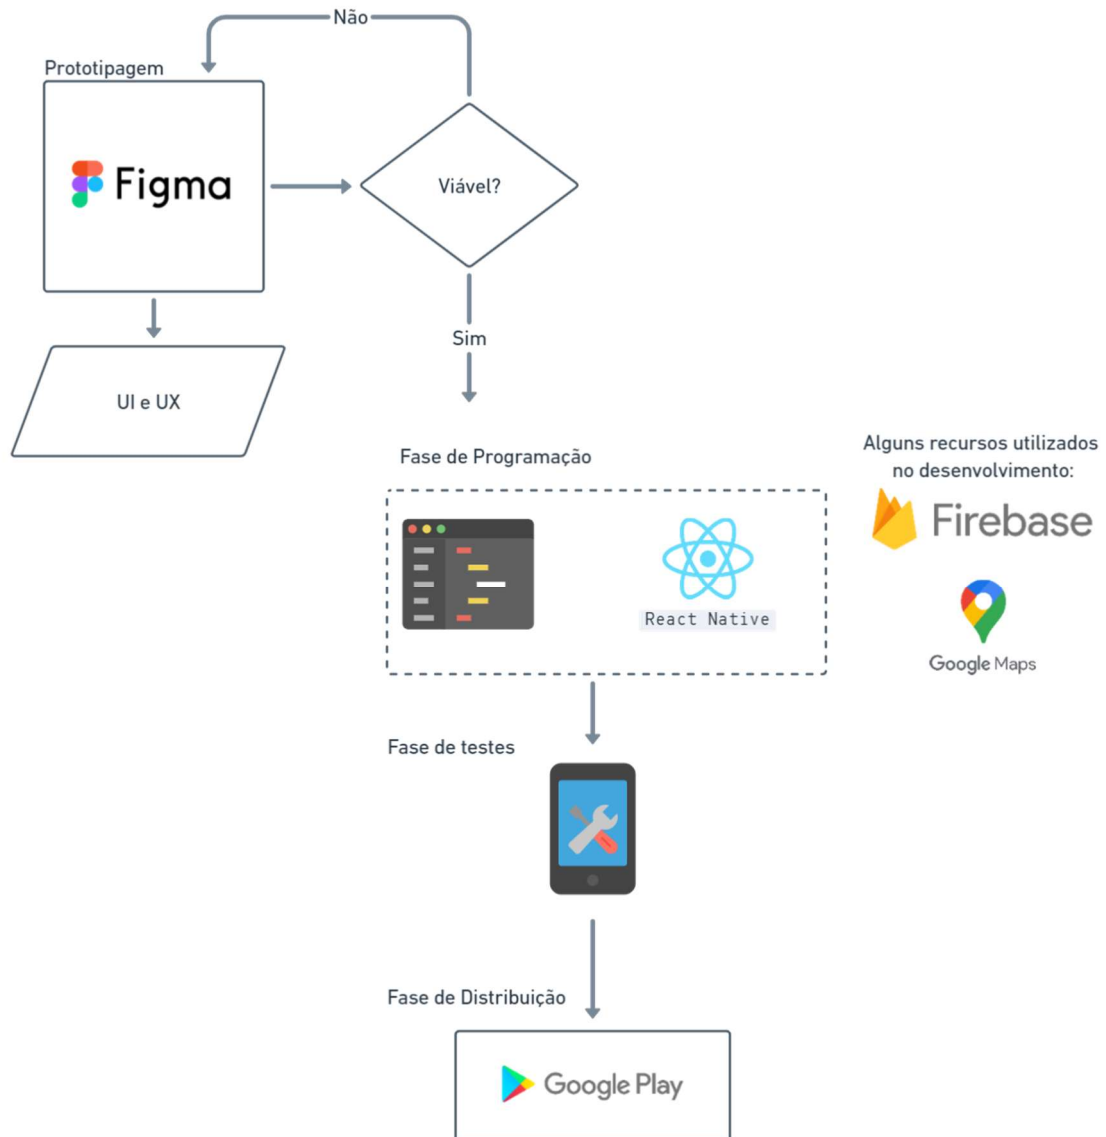 Não
Prototipagem
Figma
Viável?
Sim
UI e UX
Fase de Programação
Alguns recursos utilizados
no desenvolvimento:
Firebase
React Native
Google Maps
Fase de testes
Fase de Distribuição
Google Play